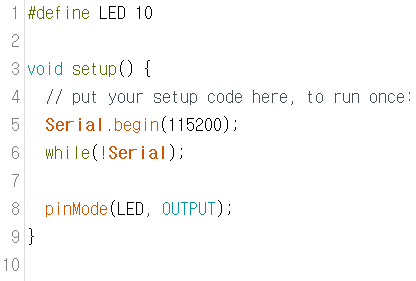 1 #define LED 10
2
3 void setup() {
4   // put your setup code here, to run once:
5   Serial.begin(115200);
6   while(!Serial);
7
8   pinMode(LED, OUTPUT);
9 }
10